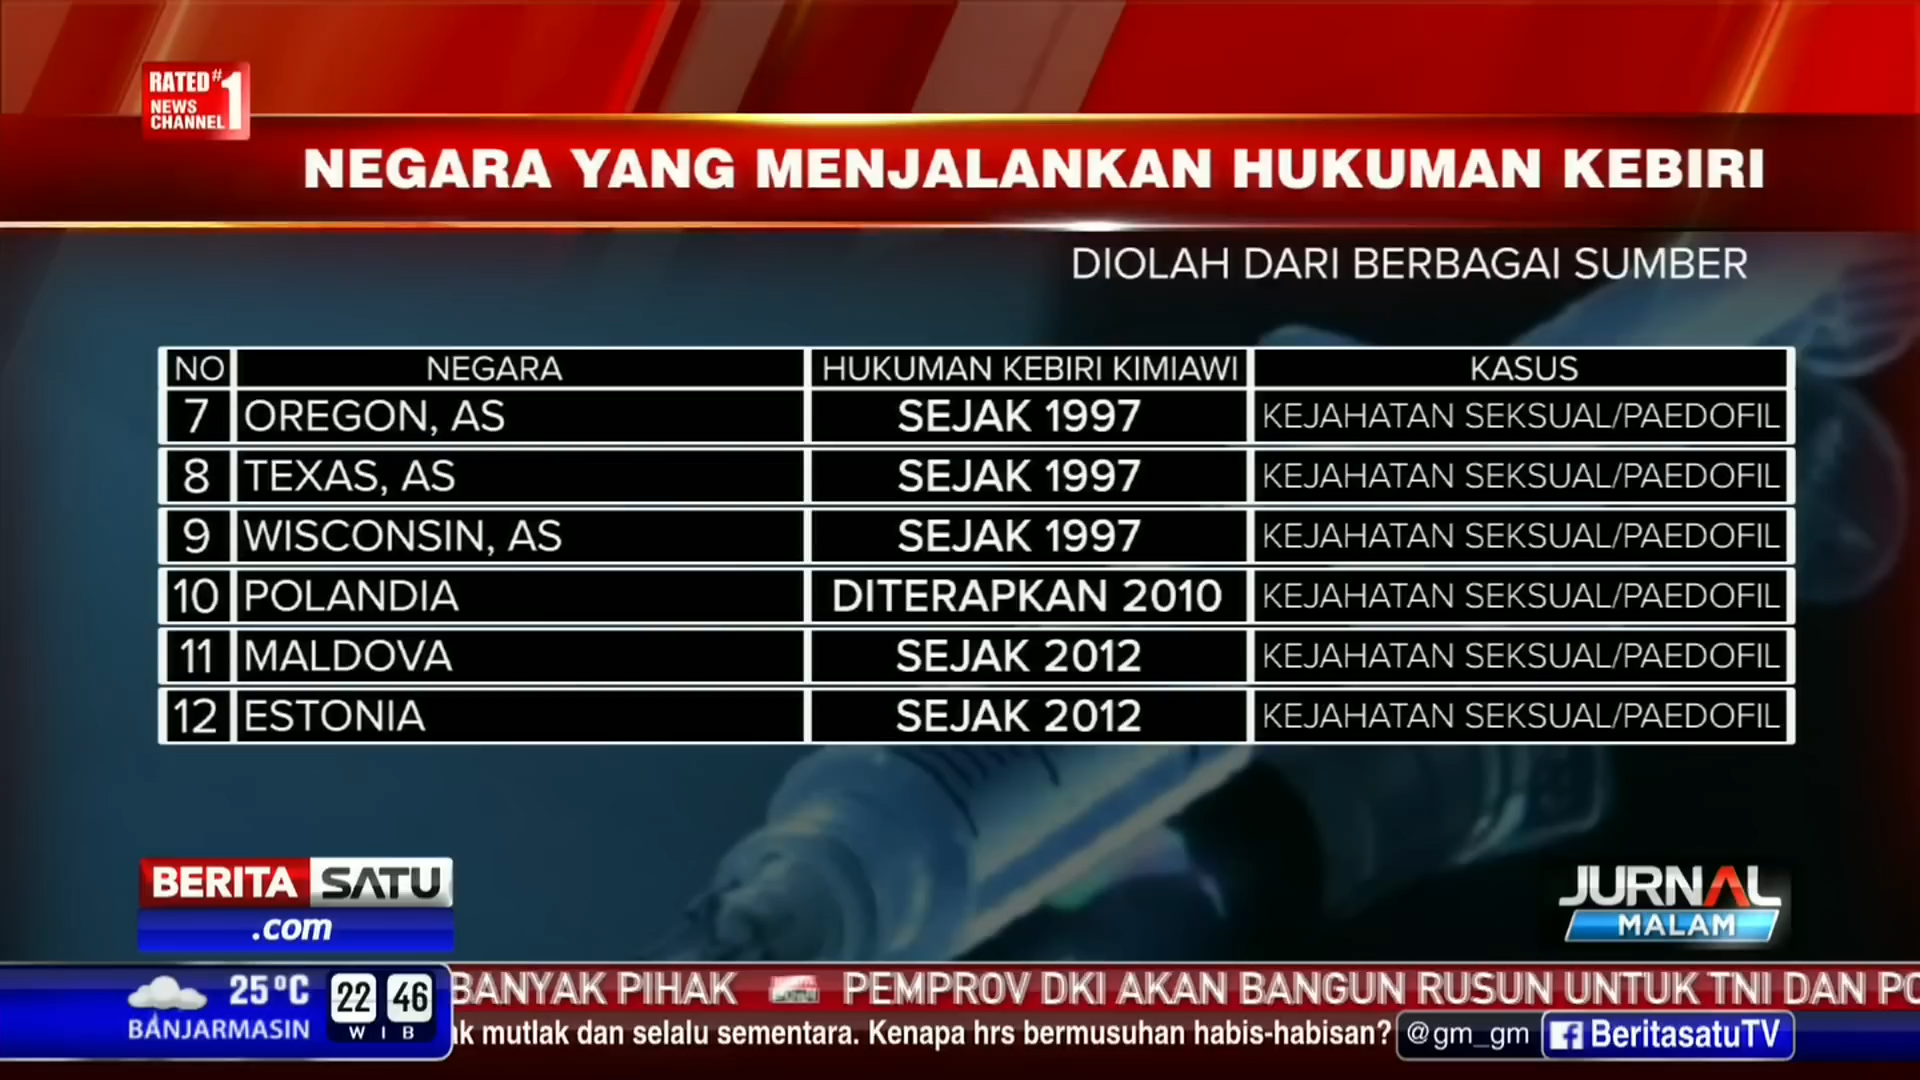 RATED #1
NEWS
CHANNEL
NEGARA YANG MENJALANKAN HUKUMAN KEBIRI
DIOLAH DARI BERBAGAI SUMBER
NO NEGARA HUKUMAN KEBIRI KIMIAWI KASUS
7 OREGON, AS SEJAK 1997 KEJAHATAN SEKSUAL/PAEDOFIL
8 TEXAS, AS SEJAK 1997 KEJAHATAN SEKSUAL/PAEDOFIL
9 WISCONSIN, AS SEJAK 1997 KEJAHATAN SEKSUAL/PAEDOFIL
10 POLANDIA DITERAPKAN 2010 KEJAHATAN SEKSUAL/PAEDOFIL
11 MALDOVA SEJAK 2012 KEJAHATAN SEKSUAL/PAEDOFIL
12 ESTONIA SEJAK 2012 KEJAHATAN SEKSUAL/PAEDOFIL
BERITA SATU
.com
JURNAL
MALAM
25°C
BANJARMASIN
22 46
WIB
BANYAK PIHAK PEMPROV DKI AKAN BANGUN RUSUN UNTUK TNI DAN PO
ak mutlak dan selalu sementara. Kenapa hrs bermusuhan habis-habisan? @gm_gm BeritasatuTV